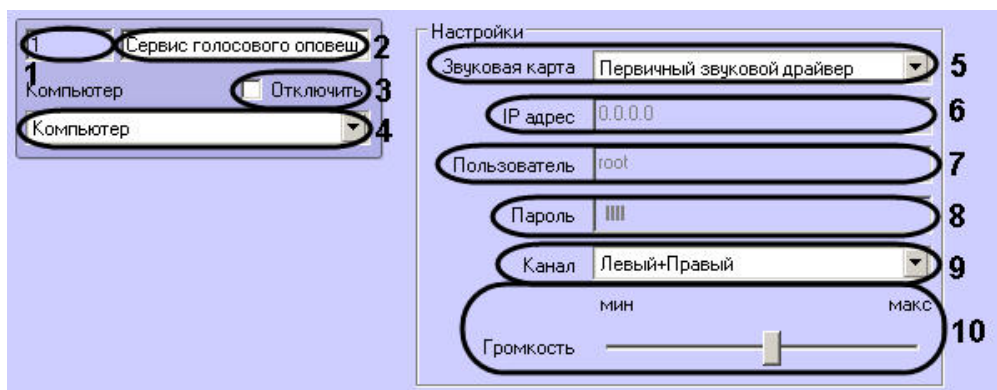 1
Сервис голосового оповещ
2
1
Компьютер
Отключить
3
Компьютер
4
Настройки
Звуковая карта
Первичный звуковой драйвер
5
IP адрес
0.0.0.0
6
Пользователь
root
7
Пароль
8
Канал
Левый+Правый
9
мин
макс
Громкость
10